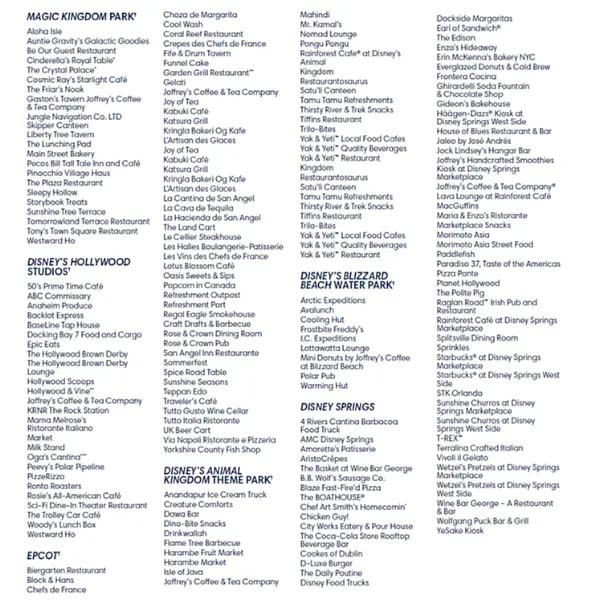 MAGIC KINGDOM PARK†
Aloha Isle
Auntie Gravity's Galactic Goodies
Be Our Guest Restaurant
Cinderella's Royal Table*
The Crystal Palace*
Cosmic Ray's Starlight Café
The Friar's Nook
Gaston's Tavern Joffrey's Coffee
& Tea Company
Jungle Navigation Co. LTD
Skipper Canteen
Liberty Tree Tavern
The Lunching Pad
Main Street Bakery
Pecos Bill Tall Tale Inn and Café
Pinocchio Village Haus
The Plaza Restaurant
Sleepy Hollow
Storybook Treats
Sunshine Tree Terrace
Tomorrowland Terrace Restaurant
Tony's Town Square Restaurant
Westward Ho
DISNEY'S HOLLYWOOD
STUDIOS†
50's Prime Time Café
ABC Commissary
Anaheim Produce
Backlot Express
BaseLine Tap House
Docking Bay 7 Food and Cargo
Epic Eats
The Hollywood Brown Derby
The Hollywood Brown Derby
Lounge
Hollywood Scoops
Hollywood & Vine**
Joffrey's Coffee & Tea Company
KRNR The Rock Station
Mama Melrose's
Ristorante Italiano
Market
Milk Stand
Oga's Cantina***
Peevy's Polar Pipeline
PizzeRizzo
Ronto Roasters
Rosie's All-American Café
Sci-Fi Dine-In Theater Restaurant
The Trolley Car Café
Woody's Lunch Box
Westward Ho
EPCOT†
Biergarten Restaurant
Block & Hans
Chefs de France
Choza de Margarita
Cool Wash
Coral Reef Restaurant
Crepes des Chefs de France
Fife & Drum Tavern
Funnel Cake
Garden Grill Restaurant**
Gelati
Joffrey's Coffee & Tea Company
Joy of Tea
Kabuki Café
Katsura Grill
Kringla Bakeri Og Kafe
L'Artisan des Glaces
Joy of Tea
Kabuki Café
Katsura Grill
Kringla Bakeri Og Kafe
L'Artisan des Glaces
La Cantina de San Angel
La Cava de Tequila
La Hacienda de San Angel
The Land Cart
Le Cellier Steakhouse
Les Halles Boulangerie-Patisserie
Les Vins des Chefs de France
Lotus Blossom Café
Oasis Sweets & Sips
Popcorn in Canada
Refreshment Outpost
Refreshment Port
Regal Eagle Smokehouse
Craft Drafts & Barbecue
Rose & Crown Dining Room
Rose & Crown Pub
San Angel Inn Restaurante
Sommerfest
Spice Road Table
Sunshine Seasons
Teppan Edo
Traveler's Café
Tutto Gusto Wine Cellar
Tutto Italia Ristorante
UK Beer Cart
Via Napoli Ristorante e Pizzeria
Yorkshire County Fish Shop
DISNEY'S ANIMAL
KINGDOM THEME PARK†
Anandapur Ice Cream Truck
Creature Comforts
Dawa Bar
Dino-Bite Snacks
Drinkwallah
Flame Tree Barbecue
Harambe Fruit Market
Harambe Market
Isle of Java
Joffrey's Coffee & Tea Company
Mahindi
Mr. Kamal's
Nomad Lounge
Pongu Pongu
Rainforest Cafe® at Disney's
Animal
Kingdom
Restaurantosaurus
Satu'li Canteen
Tamu Tamu Refreshments
Thirsty River & Trek Snacks
Tiffins Restaurant
Trilo-Bites
Yak & Yeti™ Local Food Cafes
Yak & Yeti™ Quality Beverages
Yak & Yeti™ Restaurant
Kingdom
Restaurantosaurus
Satu'li Canteen
Tamu Tamu Refreshments
Thirsty River & Trek Snacks
Tiffins Restaurant
Trilo-Bites
Yak & Yeti™ Local Food Cafes
Yak & Yeti™ Quality Beverages
Yak & Yeti™ Restaurant
DISNEY'S BLIZZARD
BEACH WATER PARK†
Arctic Expeditions
Avalunch
Cooling Hut
Frostbite Freddy's
I.C. Expeditions
Lottawatta Lounge
Mini Donuts by Joffrey's Coffee
at Blizzard Beach
Polar Pub
Warming Hut
DISNEY SPRINGS
4 Rivers Cantina Barbacoa
Food Truck
AMC Disney Springs
Amorette's Patisserie
AristoCrêpes
The Basket at Wine Bar George
B.B. Wolf's Sausage Co.
Blaze Fast-Fire'd Pizza
The BOATHOUSE®
Chef Art Smith's Homecomin'
Chicken Guy!
City Works Eatery & Pour House
The Coca-Cola Store Rooftop
Beverage Bar
Cookes of Dublin
D-Luxe Burger
The Daily Poutine
Disney Food Trucks
Dockside Margaritas
Earl of Sandwich®
The Edison
Enzo's Hideaway
Erin McKenna's Bakery NYC
Everglazed Donuts & Cold Brew
Frontera Cocina
Ghirardelli Soda Fountain
& Chocolate Shop
Gideon's Bakehouse
Häagen-Dazs® Kiosk at
Disney Springs West Side
House of Blues Restaurant & Bar
Jaleo by José Andrés
Jock Lindsey's Hangar Bar
Joffrey's Handcrafted Smoothies
Kiosk at Disney Springs
Marketplace
Joffrey's Coffee & Tea Company®
Lava Lounge at Rainforest Café
MacGuffins
Maria & Enzo's Ristorante
Marketplace Snacks
Morimoto Asia
Morimoto Asia Street Food
Paddlefish
Paradiso 37, Taste of the Americas
Pizza Ponte
Planet Hollywood
The Polite Pig
Raglan Road™ Irish Pub and
Restaurant
Rainforest Café at Disney Springs
Marketplace
Splitsville Dining Room
Sprinkles
Starbucks® at Disney Springs
Marketplace
Starbucks® at Disney Springs West
Side
STK Orlando
Sunshine Churros at Disney
Springs Marketplace
Sunshine Churros at Disney
Springs West Side
T-REX™
Terralina Crafted Italian
Vivoli il Gelato
Wetzel's Pretzels at Disney Springs
Marketplace
Wetzel's Pretzels at Disney Springs
West Side
Wine Bar George – A Restaurant
& Bar
Wolfgang Puck Bar & Grill
YeSake Kiosk